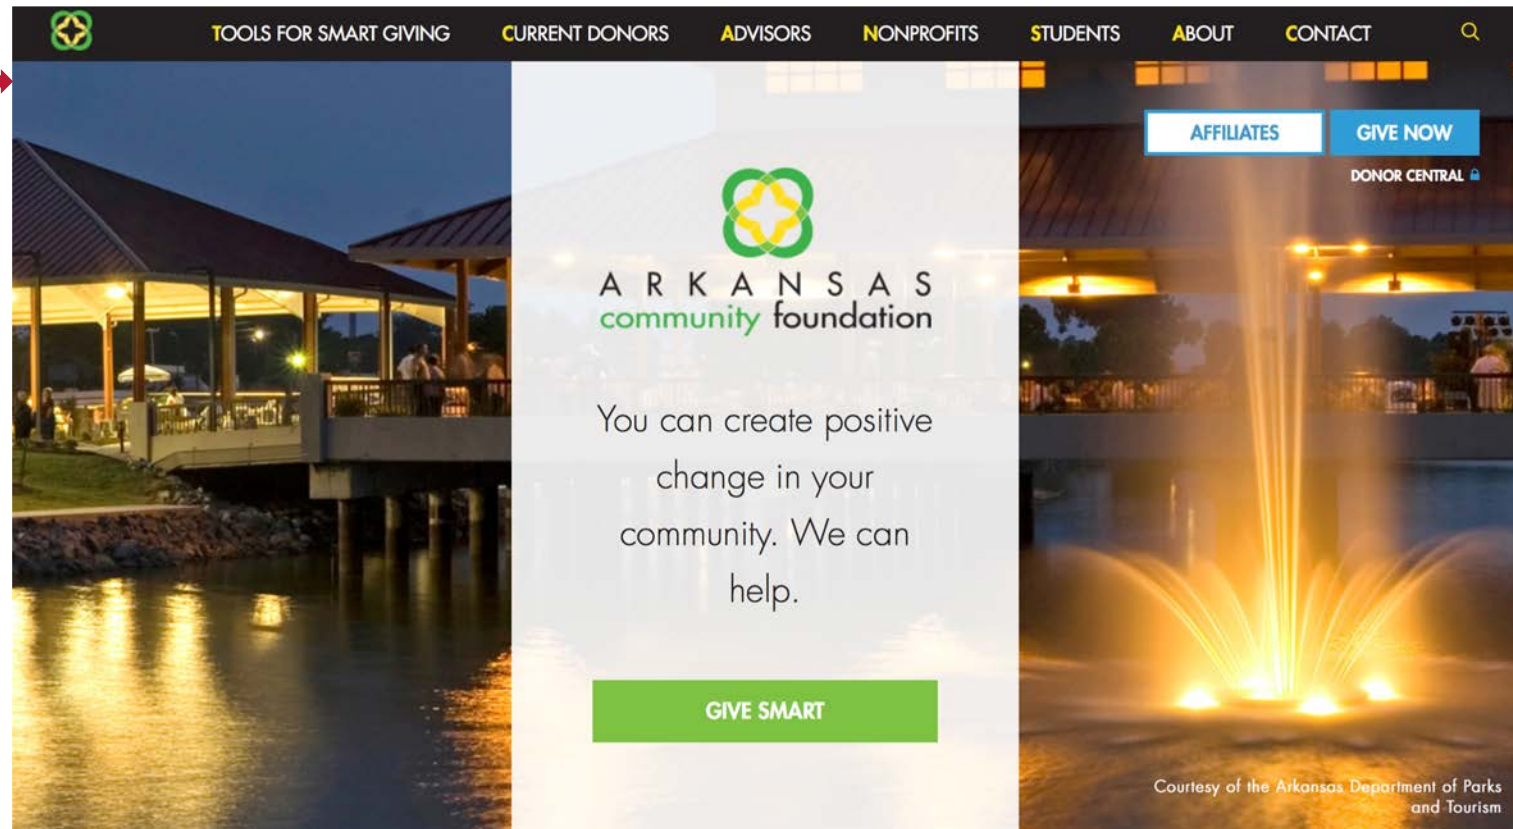 TOOLS FOR SMART GIVING CURRENT DONORS ADVISORS NONPROFITS STUDENTS ABOUT CONTACT
AFFILIATES GIVE NOW
DONOR CENTRAL
ARKANSAS
community foundation
You can create positive
change in your
community. We can
help.
GIVE SMART
Courtesy of the Arkansas Department of Parks
and Tourism